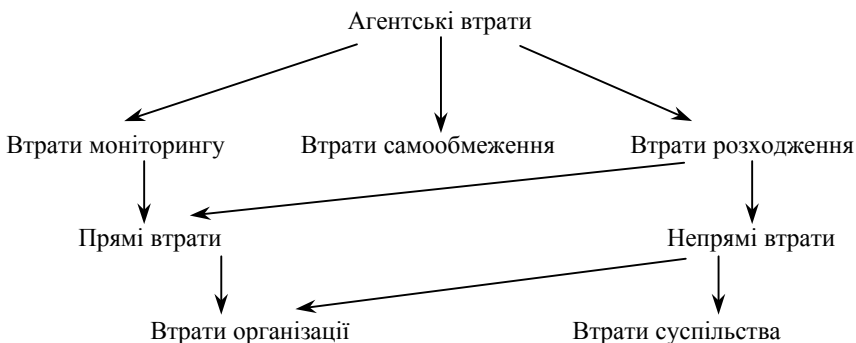 Агентські втрати
Втрати моніторингу Втрати самообмеження Втрати розходження
Прямі втрати Непрямі втрати
Втрати організації Втрати суспільства